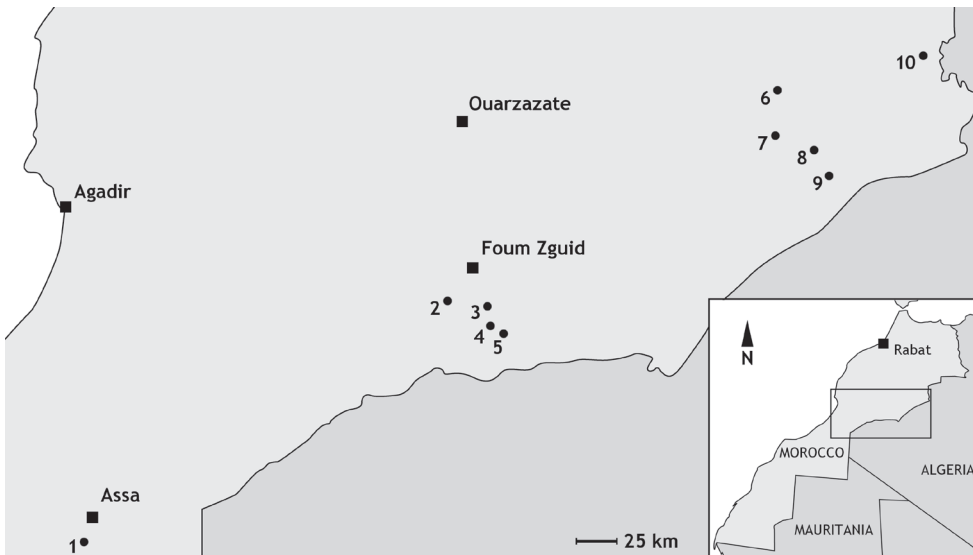 10
6
Ouarzazate
7
8
9
Agadir
Foum Zguid
2
3
4
5
N
Rabat
MOROCCO
ALGERIA
Assa
MAURITANIA
1
25 km